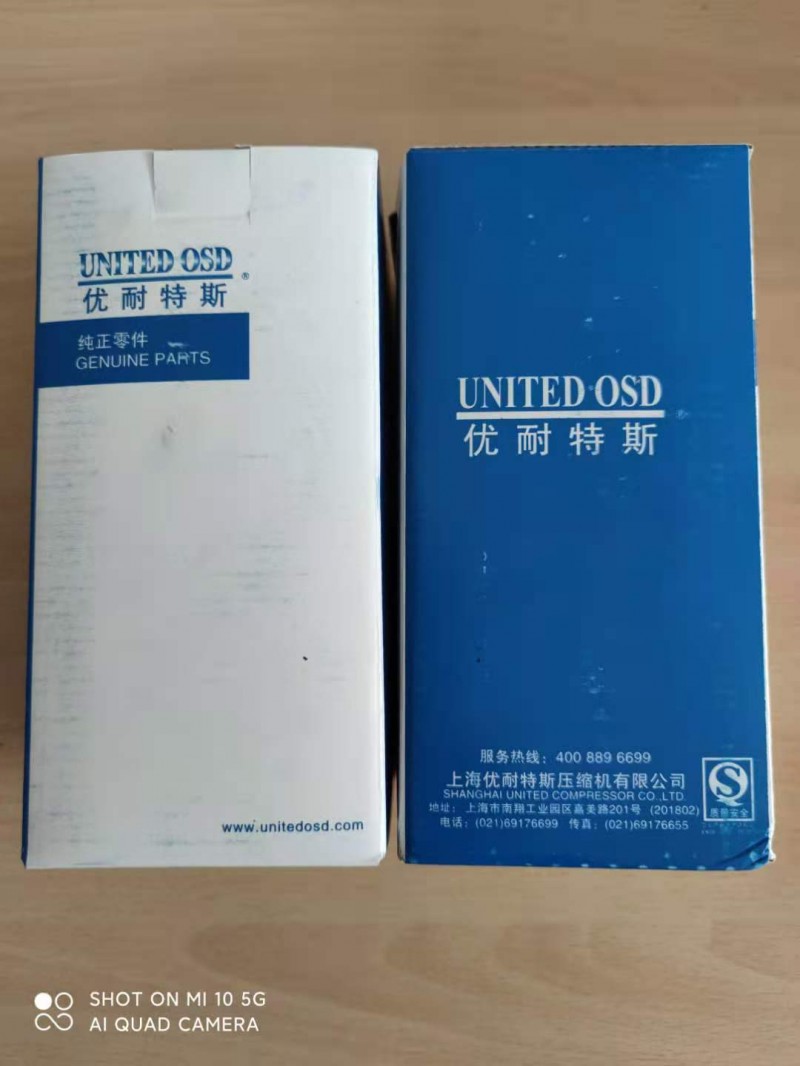 UNITED OSD
®
优耐特斯
纯正零件
GENUINE PARTS
www.unitedosd.com
UNITED OSD
®
优耐特斯
服务热线：400 889 6699
上海优耐特斯压缩机有限公司
SHANGHAI UNITED COMPRESSOR CO.,LTD.
地址：上海市南翔工业园区嘉美路201号 (201802)
电话：(021)69176699 传真：(021)69176655
质量安全
SHOT ON MI 10 5G
AI QUAD CAMERA